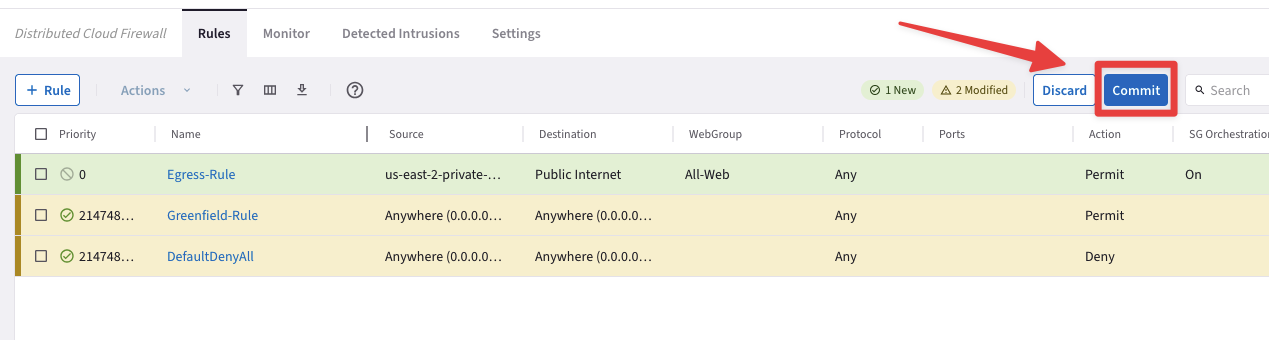 Distributed Cloud Firewall Rules Monitor Detected Intrusions Settings
+ Rule Actions 1 New 2 Modified Discard Commit Search
Priority Name Source Destination WebGroup Protocol Ports Action SG Orchestration
0 Egress-Rule us-east-2-private-... Public Internet All-Web Any Permit On
214748... Greenfield-Rule Anywhere (0.0.0.0... Anywhere (0.0.0.0... Any Permit
214748... DefaultDenyAll Anywhere (0.0.0.0... Anywhere (0.0.0.0... Any Deny